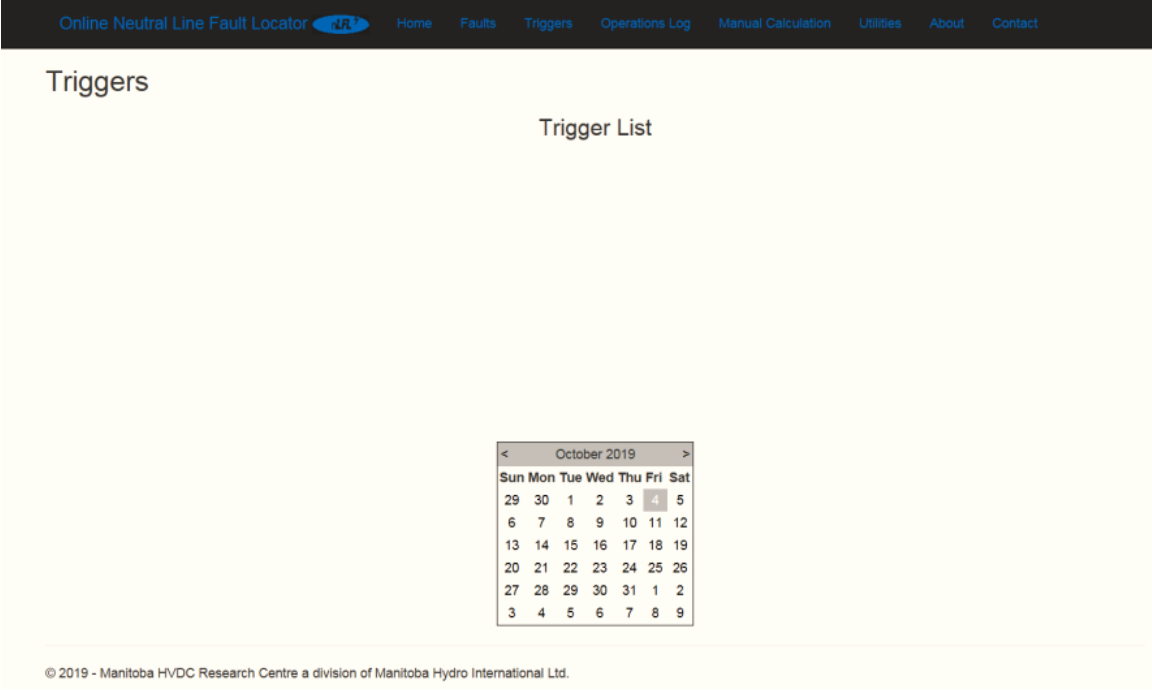 Online Neutral Line Fault Locator Home Faults Triggers Operations Log Manual Calculation Utilities About Contact
Triggers
Trigger List
< October 2019 >
Sun Mon Tue Wed Thu Fri Sat
29 30 1 2 3 4 5
6 7 8 9 10 11 12
13 14 15 16 17 18 19
20 21 22 23 24 25 26
27 28 29 30 31 1 2
3 4 5 6 7 8 9
© 2019 - Manitoba HVDC Research Centre a division of Manitoba Hydro International Ltd.